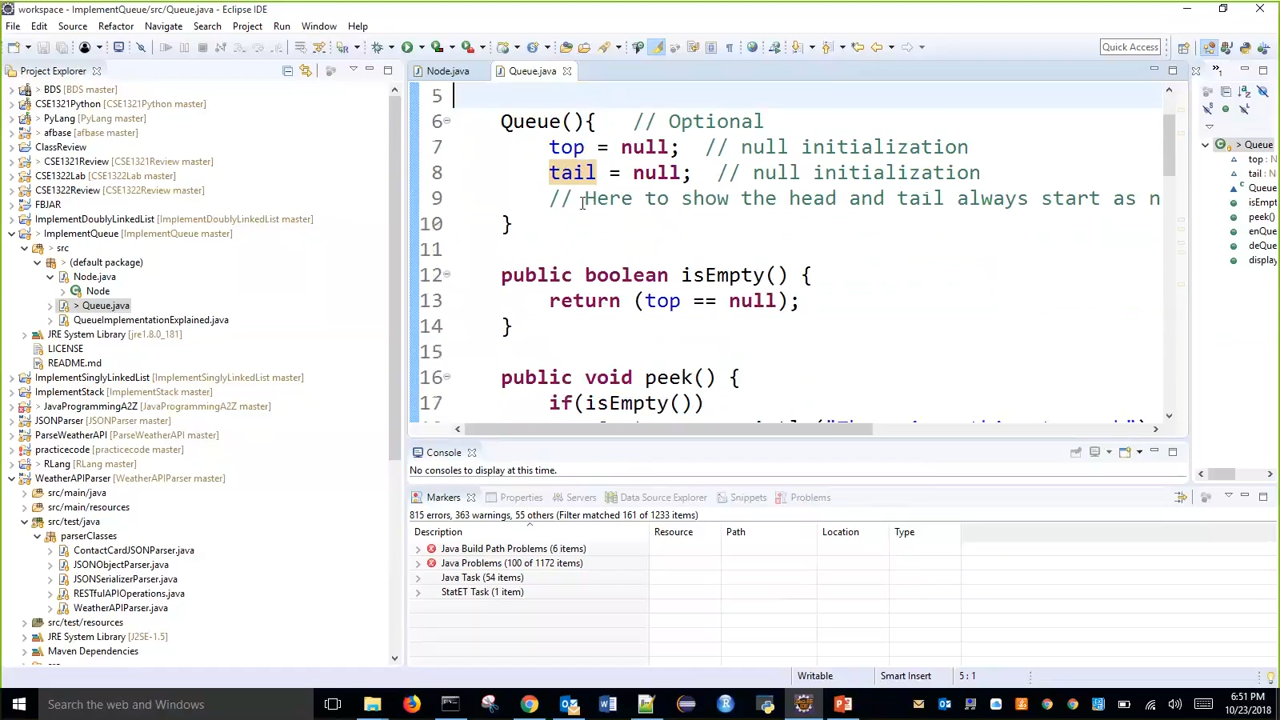 workspace - ImplementQueue/src/Queue.java - Eclipse IDE
File Edit Source Refactor Navigate Search Project Run Window Help
Quick Access
Project Explorer
BDS [BDS master]
CSE1321Python [CSE1321Python master]
> PyLang [PyLang master]
afbase [afbase master]
ClassReview
> CSE1321Review [CSE1321Review master]
CSE1322Lab [CSE1322Lab master]
CSE1322Review [CSE1322Review master]
FBJAR
ImplementDoublyLinkedList [ImplementDoublyLinkedList master]
> ImplementQueue [ImplementQueue master]
> src
> (default package)
Node.java
Node
> Queue.java
QueueImplementationExplained.java
JRE System Library [jre1.8.0_181]
LICENSE
README.md
ImplementSinglyLinkedList [ImplementSinglyLinkedList master]
ImplementStack [ImplementStack master]
> JavaProgrammingA2Z [JavaProgrammingA2Z master]
JSONParser [JSONParser master]
ParseWeatherAPI [ParseWeatherAPI master]
practicecode [practicecode master]
> RLang [RLang master]
WeatherAPIParser [WeatherAPIParser master]
src/main/java
src/main/resources
src/test/java
parserClasses
ContactCardJSONParser.java
JSONObjectParser.java
JSONSerializerParser.java
RESTfulAPIOperations.java
WeatherAPIParser.java
src/test/resources
JRE System Library [J2SE-1.5]
Maven Dependencies
Node.java Queue.java
5
6 Queue(){ // Optional
7 top = null; // null initialization
8 tail = null; // null initialization
9 // Here to show the head and tail always start as n
10 }
11
12 public boolean isEmpty() {
13 return (top == null);
14 }
15
16 public void peek() {
17 if(isEmpty())
Queue
top :
tail :
Queue
isEmp
peek()
enQue
deQue
display
Console
No consoles to display at this time.
Markers Properties Servers Data Source Explorer Snippets Problems
815 errors, 363 warnings, 55 others (Filter matched 161 of 1233 items)
Description Resource Path Location Type
Java Build Path Problems (6 items)
Java Problems (100 of 1172 items)
Java Task (54 items)
StatET Task (1 item)
Writable Smart Insert 5 : 1
Search the web and Windows
6:51 PM
10/23/2018